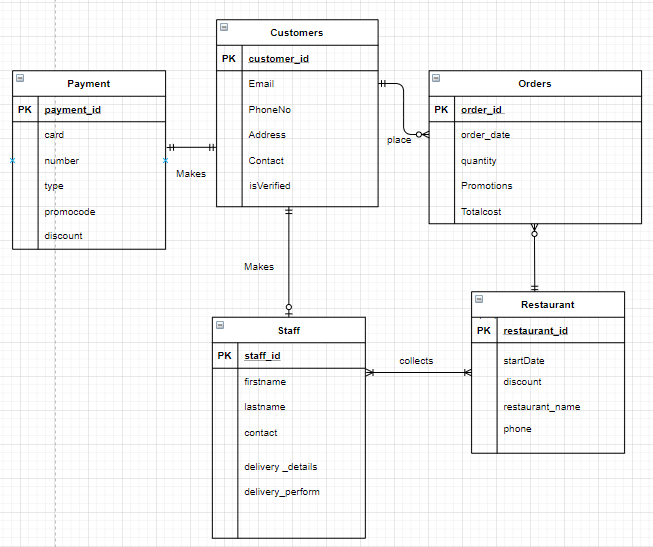 Customers
PK customer_id
Email
PhoneNo
Address
Contact
isVerified
Payment
PK payment_id
card
number
type
promocode
discount
Makes
Orders
PK order_id
order_date
quantity
Promotions
Totalcost
place
Makes
Staff
PK staff_id
firstname
lastname
contact
delivery _details
delivery_perform
collects
Restaurant
PK restaurant_id
startDate
discount
restaurant_name
phone